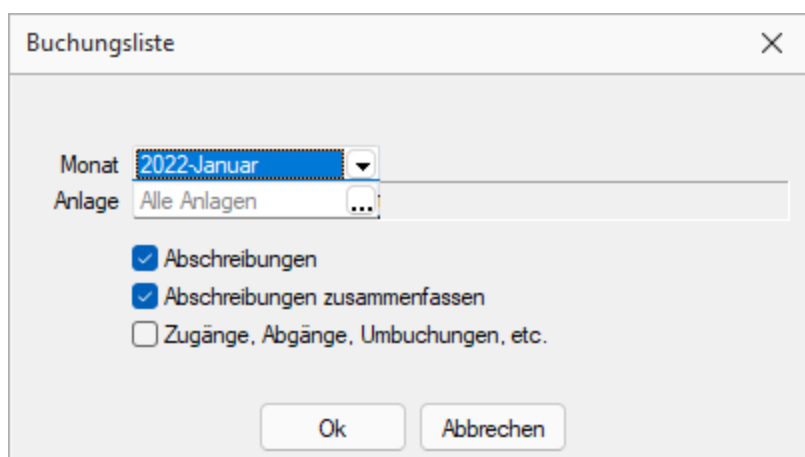 Buchungsliste
Monat 2022-Januar
Anlage Alle Anlagen ...
Abschreibungen
Abschreibungen zusammenfassen
Zugänge, Abgänge, Umbuchungen, etc.
Ok Abbrechen